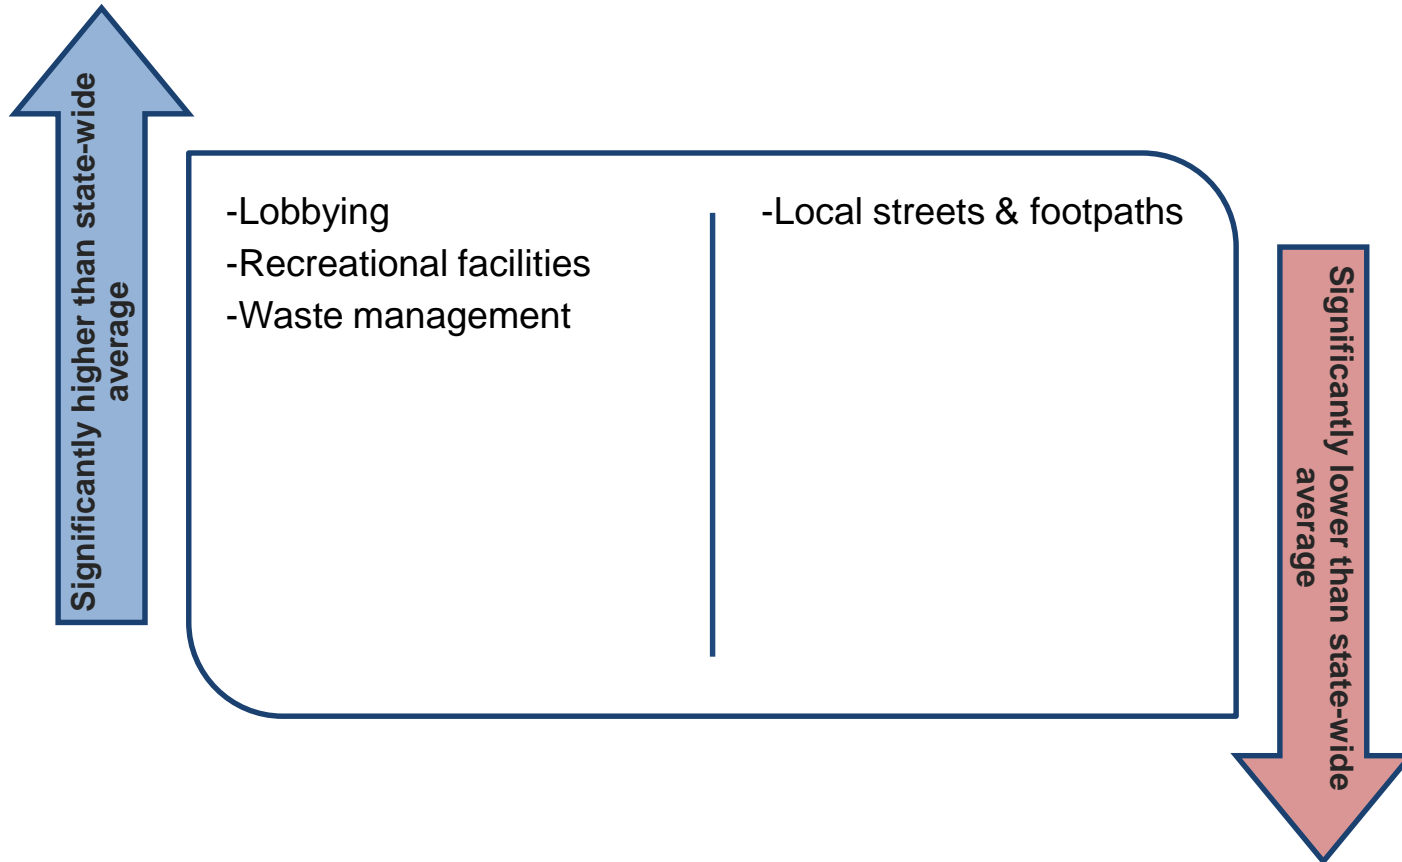 Significantly higher than state-wide
average
-Lobbying
-Recreational facilities
-Waste management
-Local streets & footpaths
Significantly lower than state-wide
average